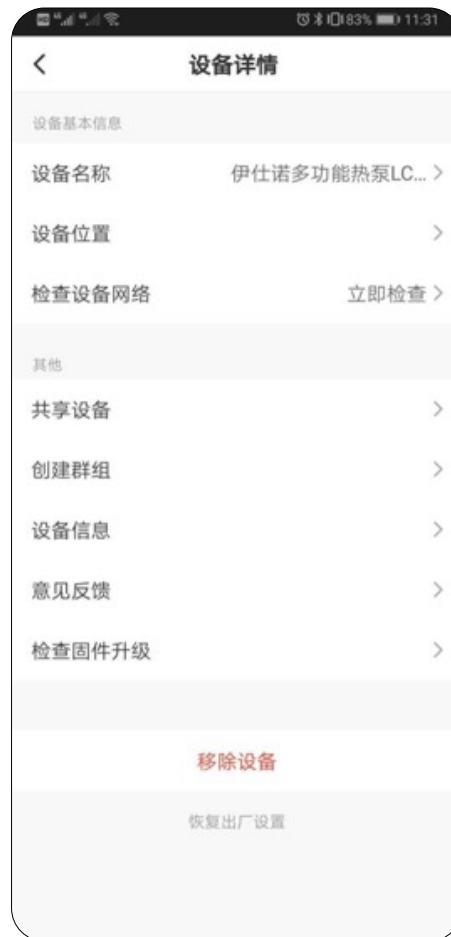 HD 4G 4G 83% 11:31
设备详情
设备基本信息
设备名称 伊仕诺多功能热泵LC...
设备位置
检查设备网络 立即检查
其他
共享设备
创建群组
设备信息
意见反馈
检查固件升级
移除设备
恢复出厂设置